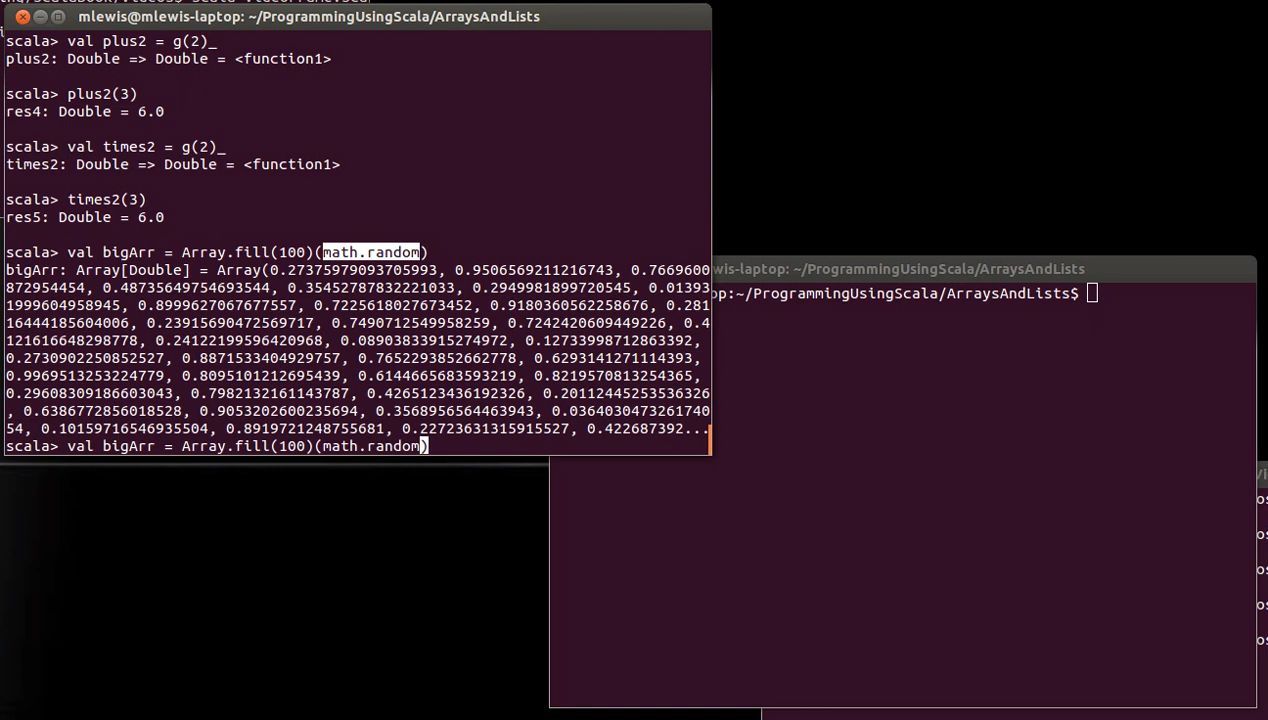 mlewis@mlewis-laptop: ~/ProgrammingUsingScala/ArraysAndLists
scala> val plus2 = g(2)_
plus2: Double => Double = <function1>
scala> plus2(3)
res4: Double = 6.0
scala> val times2 = g(2)_
times2: Double => Double = <function1>
scala> times2(3)
res5: Double = 6.0
scala> val bigArr = Array.fill(100)(math.random)
bigArr: Array[Double] = Array(0.27375979093705993, 0.9506569211216743, 0.7669600
872954454, 0.48735649754693544, 0.35452787832221033, 0.2949981899720545, 0.01393
1999604958945, 0.8999627067677557, 0.7225618027673452, 0.9180360562258676, 0.281
16444185604006, 0.23915690472569717, 0.7490712549958259, 0.7242420609449226, 0.4
121616648298778, 0.24122199596420968, 0.08903833915274972, 0.12733998712863392,
0.2730902250852527, 0.8871533404929757, 0.7652293852662778, 0.6293141271114393,
0.9969513253224779, 0.8095101212695439, 0.6144665683593219, 0.8219570813254365,
0.29608309186603043, 0.7982132161143787, 0.4265123436192326, 0.20112445253536326
, 0.6386772856018528, 0.9053202600235694, 0.3568956564463943, 0.0364030473261740
54, 0.10159716546935504, 0.8919721248755681, 0.22723631315915527, 0.422687392...
scala> val bigArr = Array.fill(100)(math.random)
wis-laptop: ~/ProgrammingUsingScala/ArraysAndLists
op:~/ProgrammingUsingScala/ArraysAndLists$
os
os
os
os
os